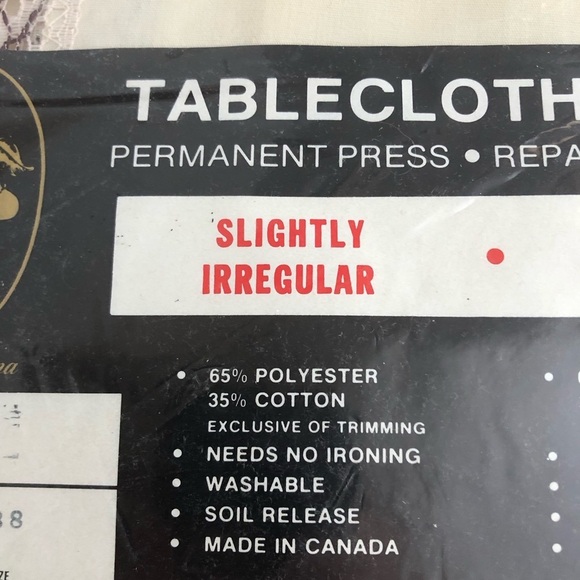 TABLECLOTH
PERMANENT PRESS •
SLIGHTLY
IRREGULAR
•
• 65% POLYESTER
35% COTTON
EXCLUSIVE OF TRIMMING
• NEEDS NO IRONING
• WASHABLE
• SOIL RELEASE
• MADE IN CANADA